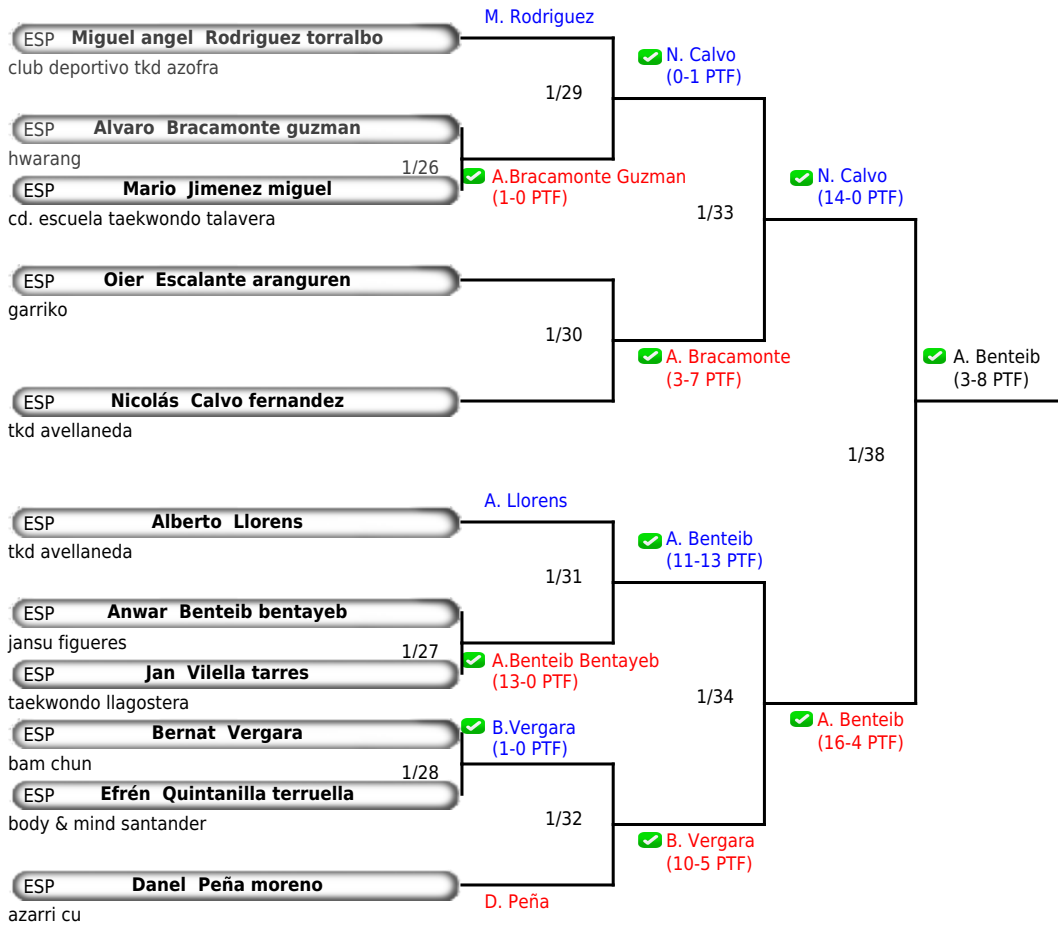 M. Rodriguez
ESP Miguel angel Rodriguez torralbo
club deportivo tkd azofra
N. Calvo
(0-1 PTF)
1/29
ESP Alvaro Bracamonte guzman
hwarang
1/26
A.Bracamonte Guzman
(1-0 PTF)
ESP Mario Jimenez miguel
cd. escuela taekwondo talavera
N. Calvo
(14-0 PTF)
1/33
ESP Oier Escalante aranguren
garriko
1/30
A. Bracamonte
(3-7 PTF)
A. Benteib
(3-8 PTF)
ESP Nicolás Calvo fernandez
tkd avellaneda
1/38
A. Llorens
ESP Alberto Llorens
tkd avellaneda
A. Benteib
(11-13 PTF)
1/31
ESP Anwar Benteib bentayeb
jansu figueres
1/27
A.Benteib Bentayeb
(13-0 PTF)
ESP Jan Vilella tarres
taekwondo llagostera
1/34
A. Benteib
(16-4 PTF)
ESP Bernat Vergara
bam chun
B.Vergara
(1-0 PTF)
1/28
ESP Efrén Quintanilla terruella
body & mind santander
1/32
B. Vergara
(10-5 PTF)
ESP Danel Peña moreno
azarri cu
D. Peña